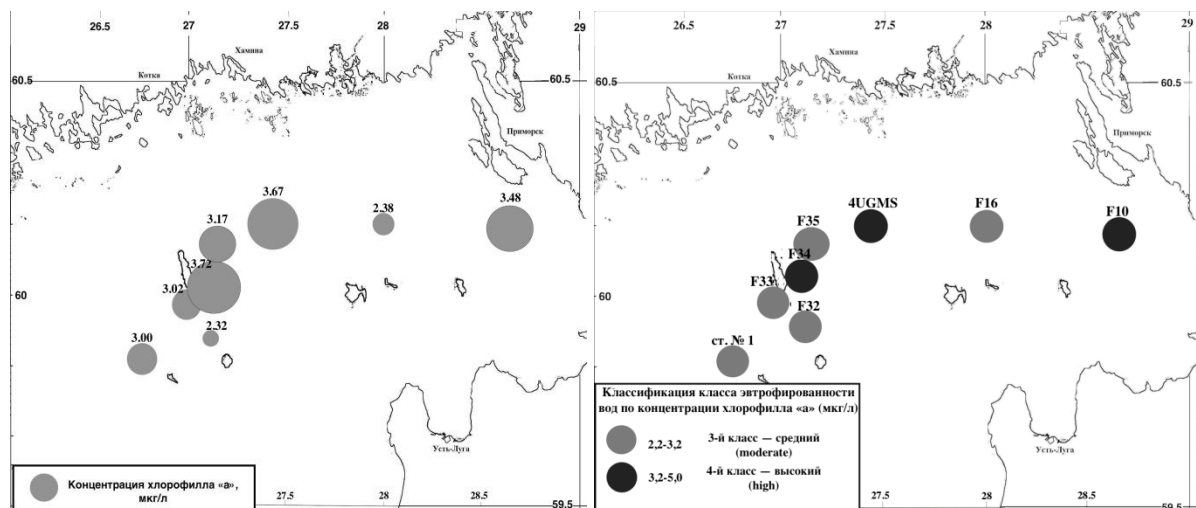 26.5
27
27.5
28
29
Хамина
Котка
60.5
Приморск
3.67
2.38
3.48
3.17
3.72
3.02
60
2.32
3.00
Усть-Луга
Концентрация хлорофилла «а»,
мкг/л
27.5
28
28.5
59.5
26.5
27
27.5
28
29
Хамина
Котка
60.5
Приморск
4UGMS
F16
F10
F35
F34
F33
60
F32
ст. № 1
Классификация класса эвтрофированности
вод по концентрации хлорофилла «а» (мкг/л)
2,2-3,2
3-й класс — средний
(moderate)
3,2-5,0
4-й класс — высокий
(high)
Усть-Луга
27.5
28
28.5
59.5